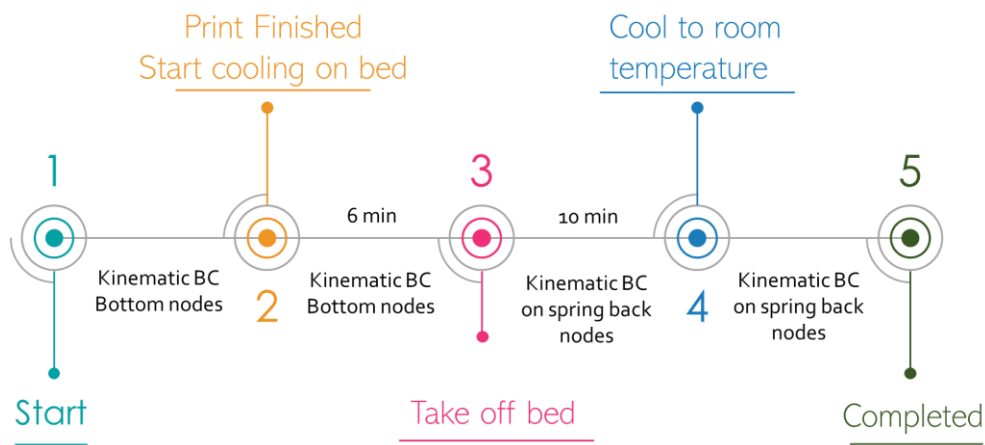 Print Finished
Start cooling on bed
Cool to room
temperature
1
3
5
6 min
10 min
Kinematic BC
Bottom nodes
2
Kinematic BC
Bottom nodes
Kinematic BC
on spring back
nodes
4
Kinematic BC
on spring back
nodes
Start
Take off bed
Completed